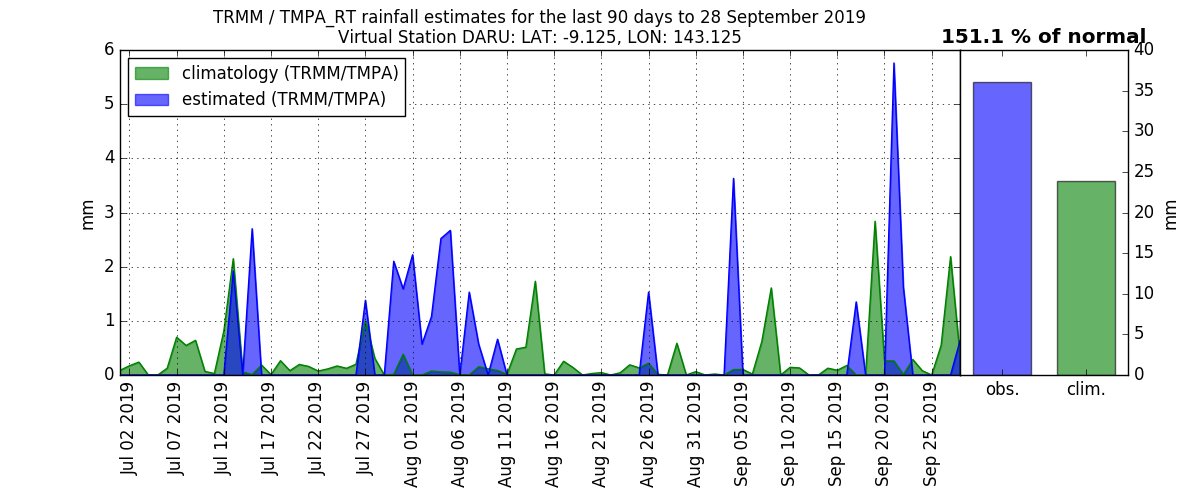 TRMM / TMPA_RT rainfall estimates for the last 90 days to 28 September 2019
Virtual Station DARU: LAT: -9.125, LON: 143.125
151.1 % of normal
climatology (TRMM/TMPA)
estimated (TRMM/TMPA)
mm
6
5
4
3
2
1
0
Jul 02 2019
Jul 07 2019
Jul 12 2019
Jul 17 2019
Jul 22 2019
Jul 27 2019
Aug 01 2019
Aug 06 2019
Aug 11 2019
Aug 16 2019
Aug 21 2019
Aug 26 2019
Aug 31 2019
Sep 05 2019
Sep 10 2019
Sep 15 2019
Sep 20 2019
Sep 25 2019
obs.
clim.
40
35
30
25
20
15
10
5
0
mm